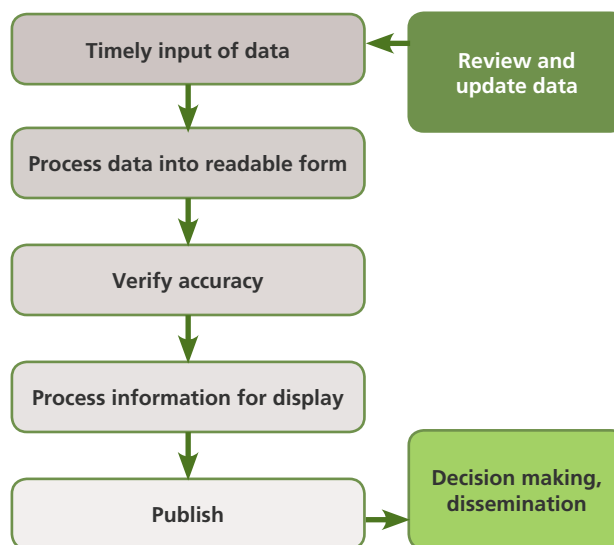 Timely input of data
Review and
update data
Process data into readable form
Verify accuracy
Process information for display
Publish
Decision making,
dissemination